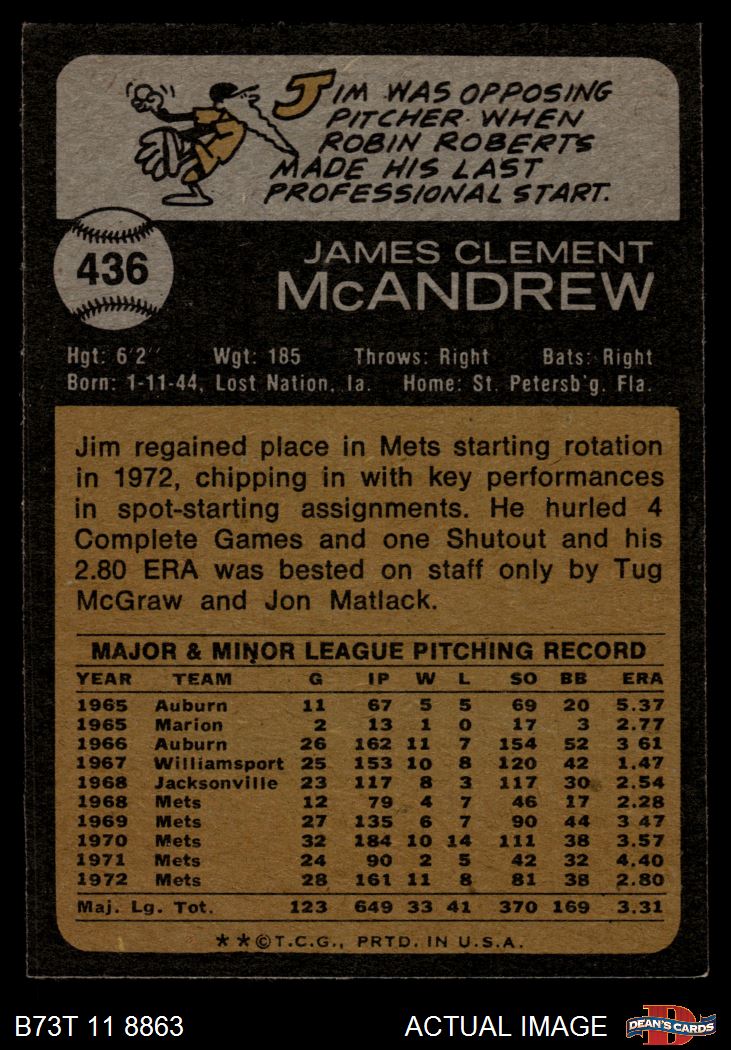 JIM WAS OPPOSING
PITCHER WHEN
ROBIN ROBERTS
MADE HIS LAST
PROFESSIONAL START.
436
JAMES CLEMENT
McANDREW
Hgt: 6'2" Wgt: 185 Throws: Right Bats: Right
Born: 1-11-44, Lost Nation, Ia. Home: St. Petersb'g, Fla.
Jim regained place in Mets starting rotation
in 1972, chipping in with key performances
in spot-starting assignments. He hurled 4
Complete Games and one Shutout and his
2.80 ERA was bested on staff only by Tug
McGraw and Jon Matlack.
MAJOR & MINOR LEAGUE PITCHING RECORD
YEAR TEAM G IP W L SO BB ERA
1965 Auburn 11 67 5 5 69 20 5.37
1965 Marion 2 13 1 0 17 3 2.77
1966 Auburn 26 162 11 7 154 52 3 61
1967 Williamsport 25 153 10 8 120 42 1.47
1968 Jacksonville 23 117 8 3 117 30 2.54
1968 Mets 12 79 4 7 46 17 2.28
1969 Mets 27 135 6 7 90 44 3 47
1970 Mets 32 184 10 14 111 38 3.57
1971 Mets 24 90 2 5 42 32 4.40
1972 Mets 28 161 11 8 81 38 2.80
Maj. Lg. Tot. 123 649 33 41 370 169 3.31
**©T.C.G., PRTD. IN U.S.A.
B73T 11 8863 ACTUAL IMAGE DEAN'S CARDS